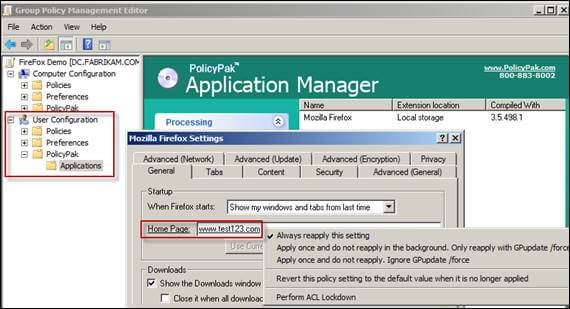 Group Policy Management Editor
File Action View Help
FireFox Demo [DC.FABRIKAM.COM
Computer Configuration
Policies
Preferences
PolicyPak
User Configuration
Policies
Preferences
PolicyPak
Applications
PolicyPak™
Application Manager
www.PolicyPak.com
800-883-8002
Processing
Name Extension location Compiled With
Mozilla Firefox Local storage 3.5.498.1
Mozilla Firefox Settings
Advanced (Network) Advanced (Update) Advanced (Encryption) Privacy
General Tabs Content Security Advanced (General)
Startup
When Firefox starts: Show my windows and tabs from last time
Home Page: www.test123.com
Use Curre
Always reapply this setting
Apply once and do not reapply in the background. Only reapply with GPupdate /force
Apply once and do not reapply. Ignore GPupdate /force
Revert this policy setting to the default value when it is no longer applied
Perform ACL Lockdown
Downloads
Show the Downloads window
Close it when all download